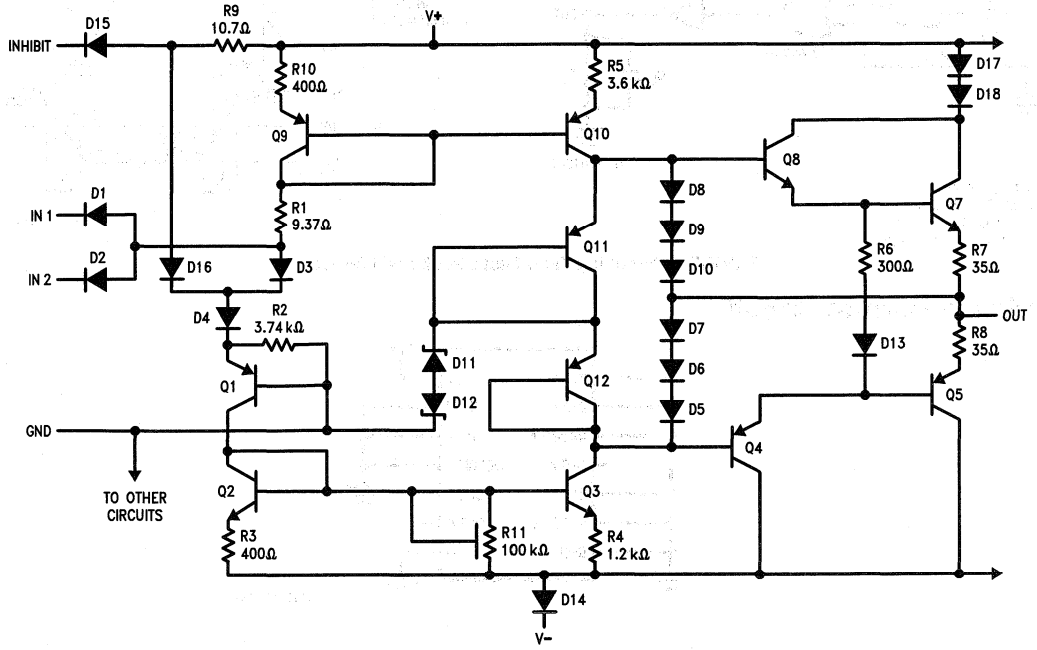 D15
R9
10.7Ω
V+
INHIBIT
D17
R10
400Ω
R5
3.6 kΩ
D18
Q9
Q10
Q8
D8
D1
R1
9.37Ω
Q7
IN 1
D9
Q11
D2
D16
D3
D10
R6
300Ω
R7
35Ω
IN 2
D4
R2
3.74 kΩ
OUT
D7
R8
35Ω
D11
D13
D6
Q1
D12
Q12
Q5
D5
GND
Q4
TO OTHER
CIRCUITS
Q2
Q3
R11
100 kΩ
R3
400Ω
R4
1.2 kΩ
D14
V−